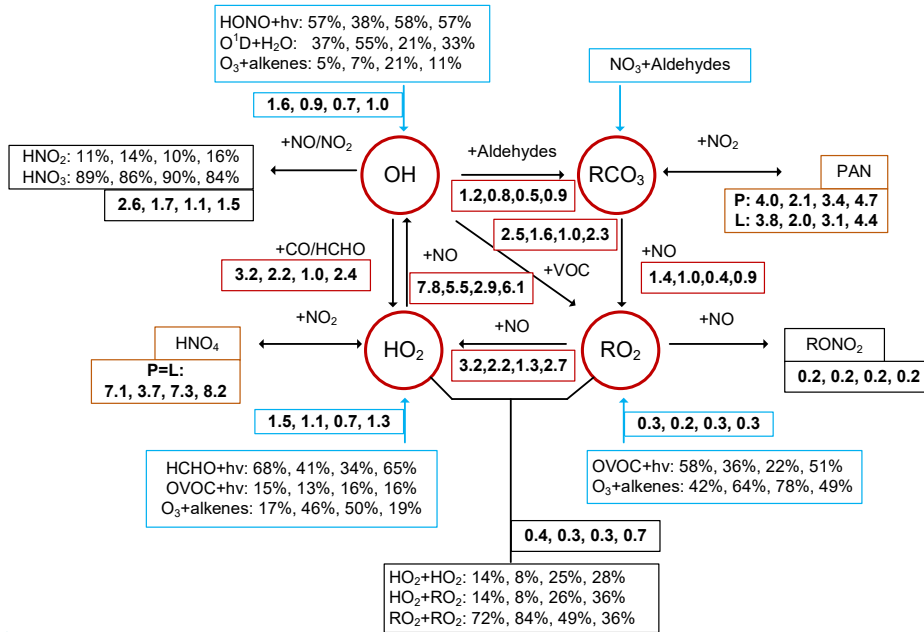 HONO+hv: 57%, 38%, 58%, 57%
O¹D+H₂O: 37%, 55%, 21%, 33%
O₃+alkenes: 5%, 7%, 21%, 11%
NO₃+Aldehydes
1.6, 0.9, 0.7, 1.0
+NO/NO₂
HNO₂: 11%, 14%, 10%, 16%
HNO₃: 89%, 86%, 90%, 84%
2.6, 1.7, 1.1, 1.5
OH
+Aldehydes
1.2,0.8,0.5,0.9
RCO₃
+NO₂
PAN
P: 4.0, 2.1, 3.4, 4.7
L: 3.8, 2.0, 3.1, 4.4
+CO/HCHO
3.2, 2.2, 1.0, 2.4
+NO
7.8,5.5,2.9,6.1
2.5,1.6,1.0,2.3
+VOC
+NO
1.4,1.0,0.4,0.9
HNO₄
P=L:
7.1, 3.7, 7.3, 8.2
+NO₂
HO₂
+NO
3.2,2.2,1.3,2.7
RO₂
+NO
RONO₂
0.2, 0.2, 0.2, 0.2
1.5, 1.1, 0.7, 1.3
HCHO+hv: 68%, 41%, 34%, 65%
OVOC+hv: 15%, 13%, 16%, 16%
O₃+alkenes: 17%, 46%, 50%, 19%
0.3, 0.2, 0.3, 0.3
OVOC+hv: 58%, 36%, 22%, 51%
O₃+alkenes: 42%, 64%, 78%, 49%
0.4, 0.3, 0.3, 0.7
HO₂+HO₂: 14%, 8%, 25%, 28%
HO₂+RO₂: 14%, 8%, 26%, 36%
RO₂+RO₂: 72%, 84%, 49%, 36%